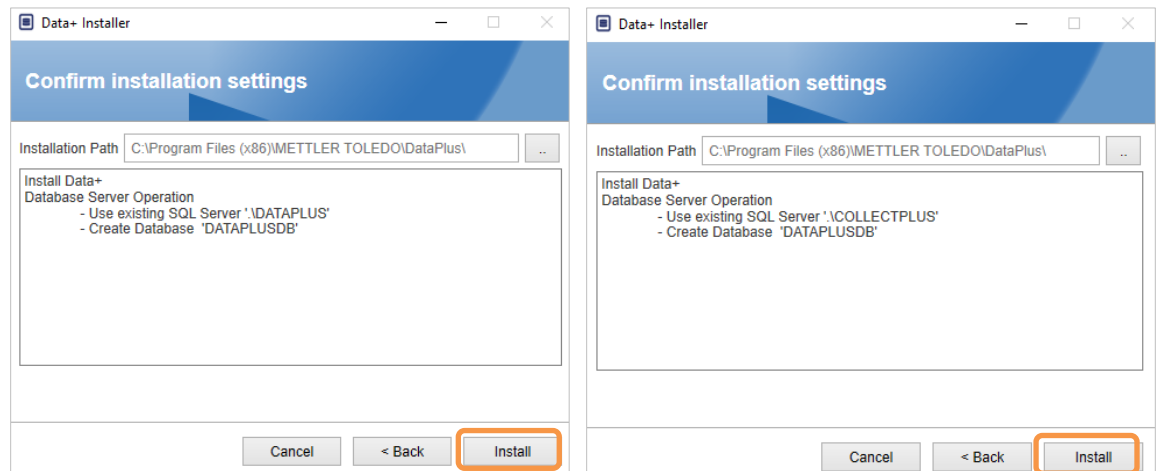 Data+ Installer
Confirm installation settings
Installation Path C:\Program Files (x86)\METTLER TOLEDO\DataPlus\ ..
Install Data+
Database Server Operation
- Use existing SQL Server '.\DATAPLUS'
- Create Database 'DATAPLUSDB'
Cancel < Back Install
Data+ Installer
Confirm installation settings
Installation Path C:\Program Files (x86)\METTLER TOLEDO\DataPlus\ ..
Install Data+
Database Server Operation
- Use existing SQL Server '.\COLLECTPLUS'
- Create Database 'DATAPLUSDB'
Cancel < Back Install